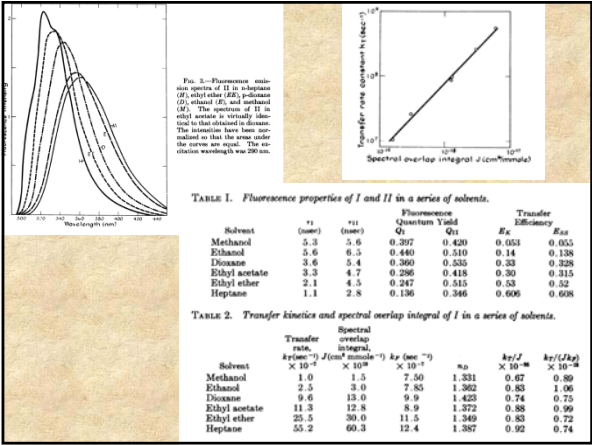 FIG. 3.—Fluorescence emis-
sion spectra of II in n-heptane
(H), ethyl ether (EE), p-dioxane
(D), ethanol (E), and methanol
(M). The spectrum of II in
ethyl acetate is virtually iden-
tical to that obtained in dioxane.
The intensities have been nor-
malized so that the areas under
the curves are equal. The ex-
citation wavelength was 290 nm.
Wavelength (nm)
Transfer rate constant kT(sec⁻¹)
Spectral overlap integral J(cm⁶/mmole)
TABLE I. Fluorescence properties of I and II in a series of solvents.
Fluorescence Transfer
τI τII Quantum Yield Efficiency
Solvent (nsec) (nsec) QI QII EK ESS
Methanol 5.3 5.6 0.397 0.420 0.053 0.055
Ethanol 5.6 6.5 0.440 0.510 0.14 0.138
Dioxane 3.6 5.4 0.360 0.535 0.33 0.328
Ethyl acetate 3.3 4.7 0.286 0.418 0.30 0.315
Ethyl ether 2.1 4.5 0.247 0.515 0.53 0.52
Heptane 1.1 2.8 0.136 0.346 0.606 0.608
TABLE 2. Transfer kinetics and spectral overlap integral of I in a series of solvents.
Spectral
Transfer overlap
rate, integral,
kT(sec⁻¹) J(cm⁶ mmole⁻¹) kF (sec⁻¹) kT/J kT/(JkF)
Solvent × 10⁻⁷ × 10¹⁶ × 10⁻⁷ nD
Methanol 1.0 1.5 7.50 1.331 0.67 0.89
Ethanol 2.5 3.0 7.85 1.362 0.83 1.06
Dioxane 9.6 13.0 9.9 1.423 0.74 0.75
Ethyl acetate 11.3 12.8 8.9 1.372 0.88 0.99
Ethyl ether 25.5 30.0 11.5 1.349 0.83 0.72
Heptane 55.2 60.3 12.4 1.387 0.92 0.74